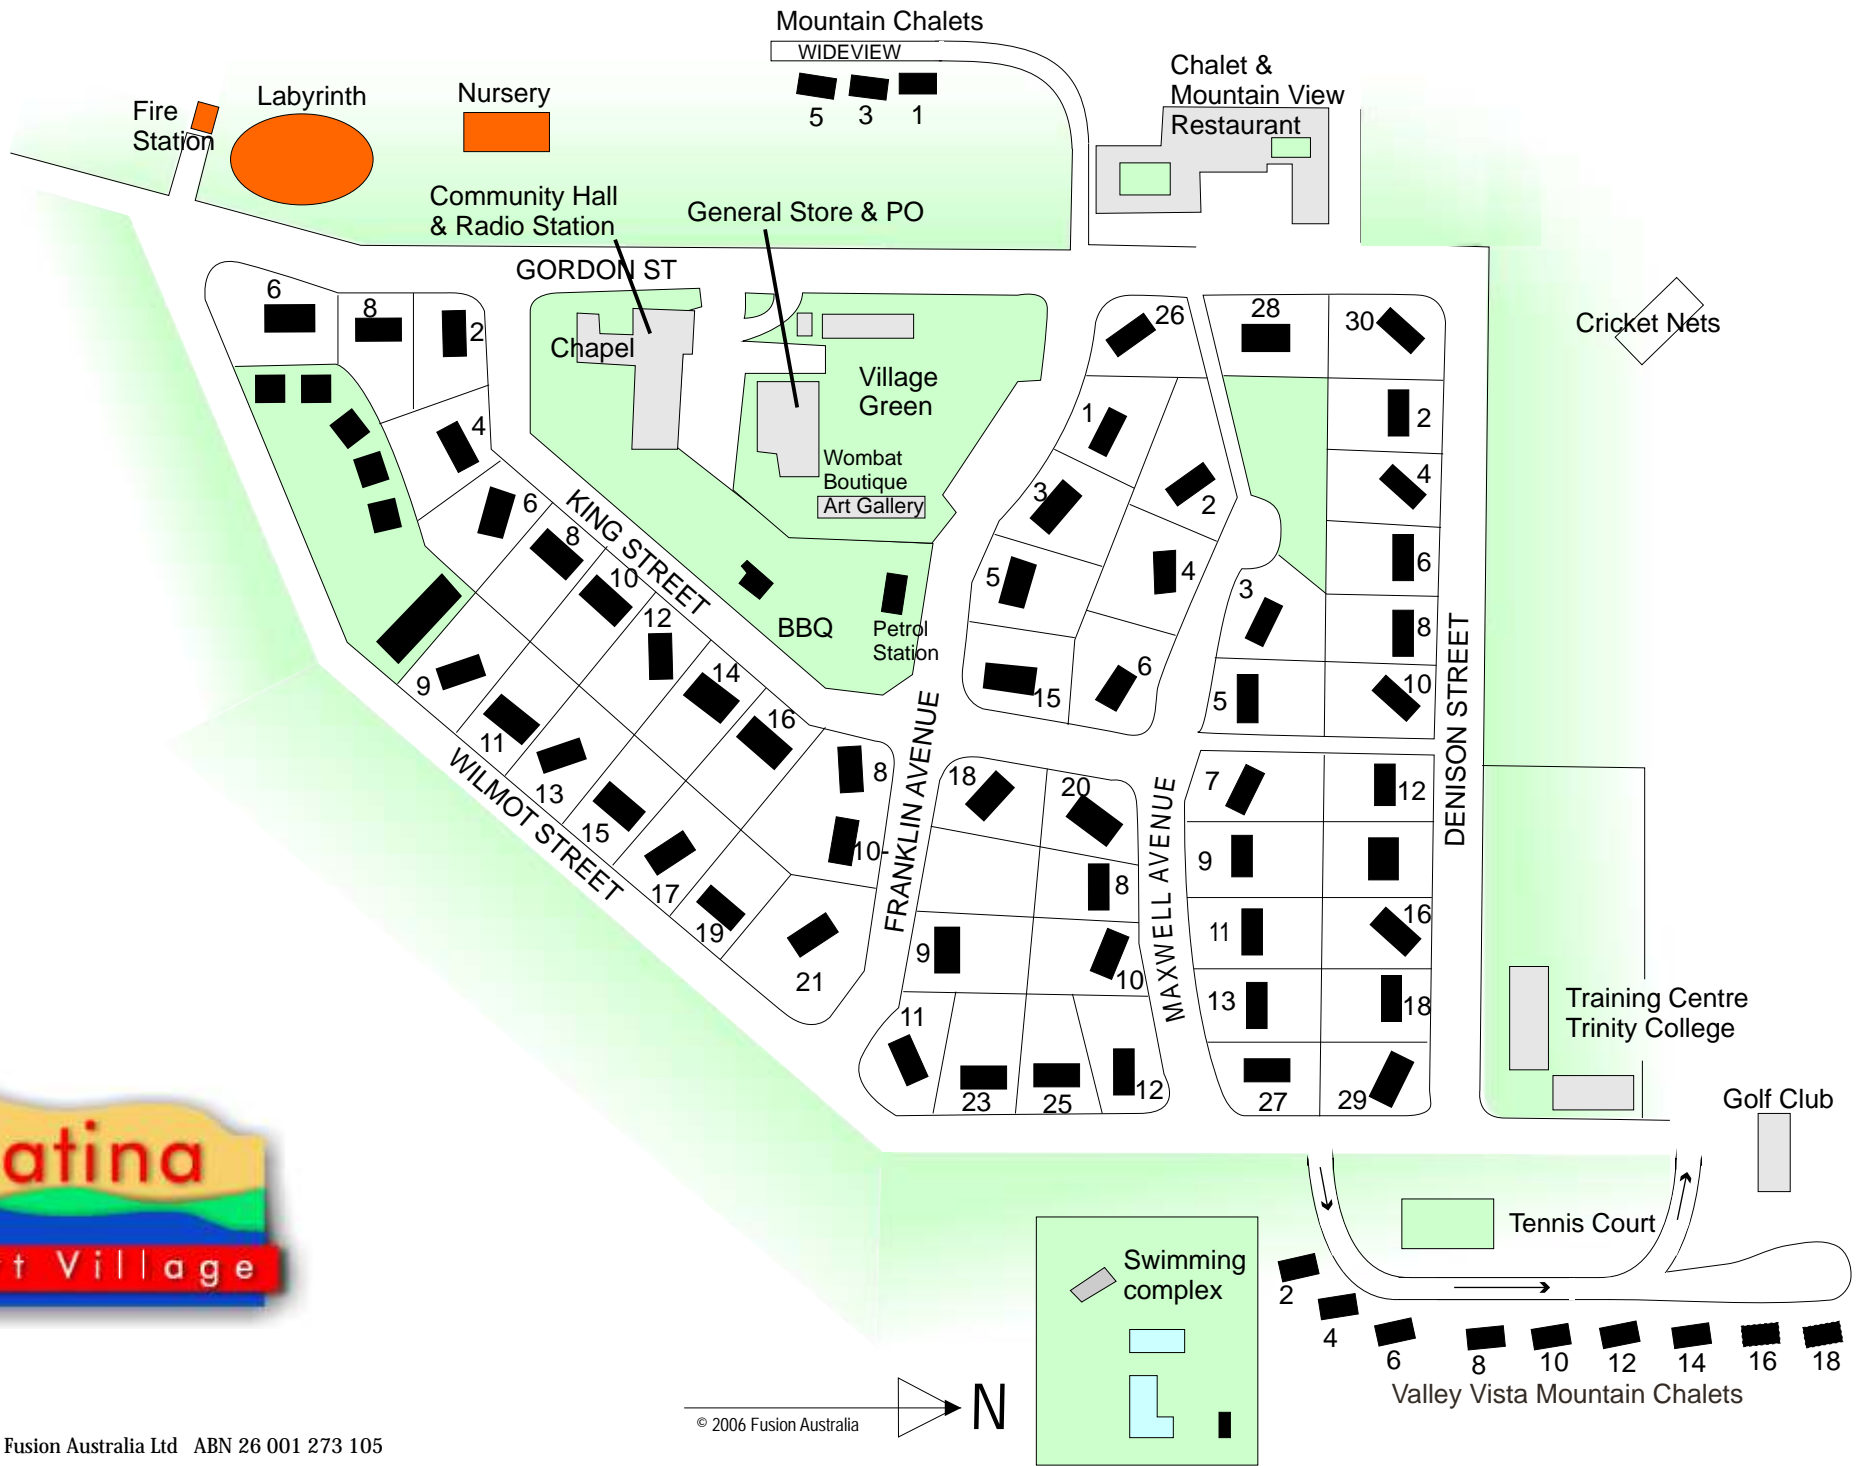 Mountain Chalets
WIDEVIEW
5
3
1
Chalet &
Mountain View
Restaurant
Fire
Station
Labyrinth
Nursery
Community Hall
& Radio Station
General Store & PO
GORDON ST
6
8
2
4
Chapel
Village
Green
Wombat
Boutique
Art Gallery
26
28
30
Cricket Nets
1
2
3
2
4
5
4
6
3
8
15
6
5
10
KING STREET
6
8
10
12
14
16
8
10-
BBQ
Petrol
Station
9
11
13
15
17
19
21
WILMOT STREET
FRANKLIN AVENUE
18
20
8
9
10
11
23
25
12
MAXWELL AVENUE
7
12
9
11
16
13
18
27
29
DENISON STREET
Training Centre
Trinity College
Golf Club
Tennis Court
Swimming
complex
2
4
6
8
10
12
14
16
18
Valley Vista Mountain Chalets
N
© 2006 Fusion Australia
atina
t Village
Fusion Australia Ltd ABN 26 001 273 105